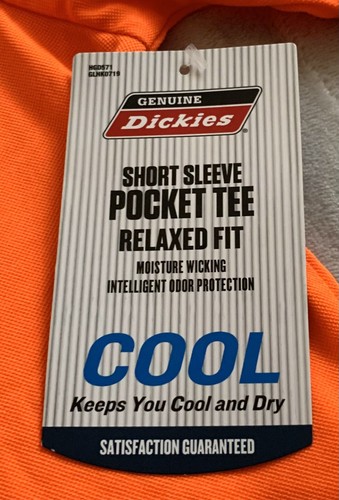 HGD571
GLHK0719
GENUINE
Dickies®
SHORT SLEEVE
POCKET TEE
RELAXED FIT
MOISTURE WICKING
INTELLIGENT ODOR PROTECTION
COOL
Keeps You Cool and Dry
SATISFACTION GUARANTEED